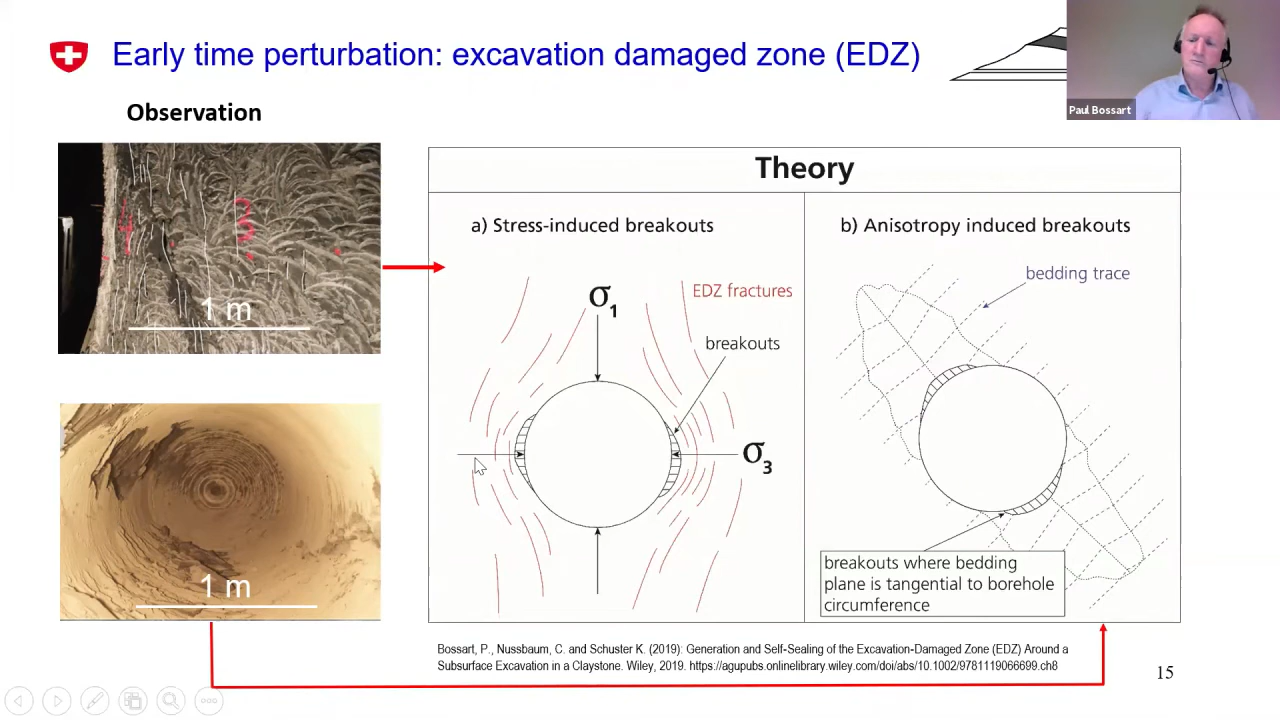 Early time perturbation: excavation damaged zone (EDZ)
Paul Bossart
Observation
1 m
1 m
Theory
a) Stress-induced breakouts
σ1
EDZ fractures
breakouts
σ3
b) Anisotropy induced breakouts
bedding trace
breakouts where bedding
plane is tangential to borehole
circumference
Bossart, P., Nussbaum, C. and Schuster K. (2019): Generation and Self-Sealing of the Excavation-Damaged Zone (EDZ) Around a
Subsurface Excavation in a Claystone. Wiley, 2019. https://agupubs.onlinelibrary.wiley.com/doi/abs/10.1002/9781119066699.ch8
15